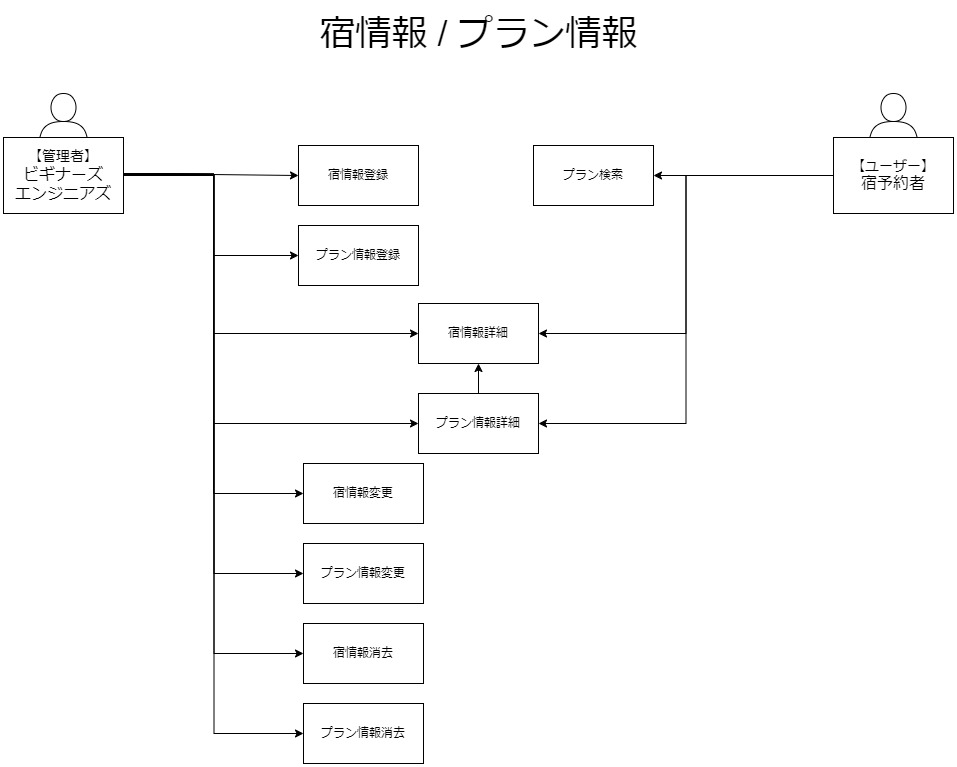 宿情報 / プラン情報
【管理者】
ビギナーズ
エンジニアズ
【ユーザー】
宿予約者
宿情報登録
プラン検索
プラン情報登録
宿情報詳細
プラン情報詳細
宿情報変更
プラン情報変更
宿情報消去
プラン情報消去